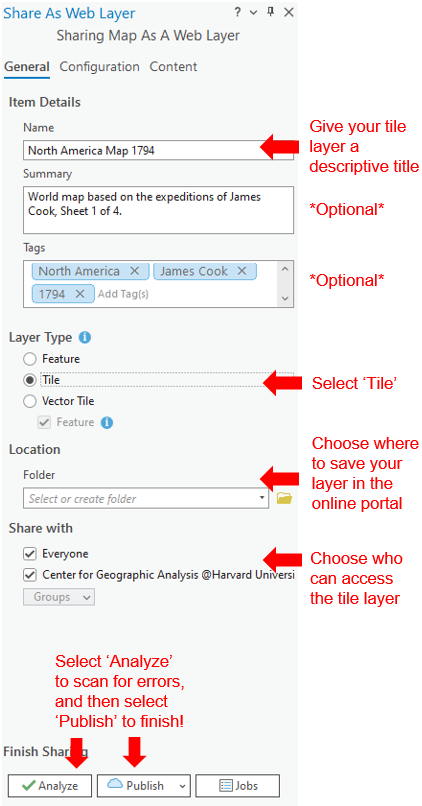 Share As Web Layer
?
Sharing Map As A Web Layer
General Configuration Content
Item Details
Name
North America Map 1794
Give your tile
layer a
descriptive title
Summary
World map based on the expeditions of James
Cook, Sheet 1 of 4.
*Optional*
Tags
North America × James Cook ×
1794 × Add Tag(s)
*Optional*
Layer Type
Feature
Tile
Select ‘Tile’
Vector Tile
Feature
Location
Folder
Select or create folder
Choose where
to save your
layer in the
online portal
Share with
Everyone
Center for Geographic Analysis @Harvard Universi
Groups
Choose who
can access
the tile layer
Select ‘Analyze’
to scan for errors,
and then select
‘Publish’ to finish!
Finish Sharing
Analyze Publish Jobs